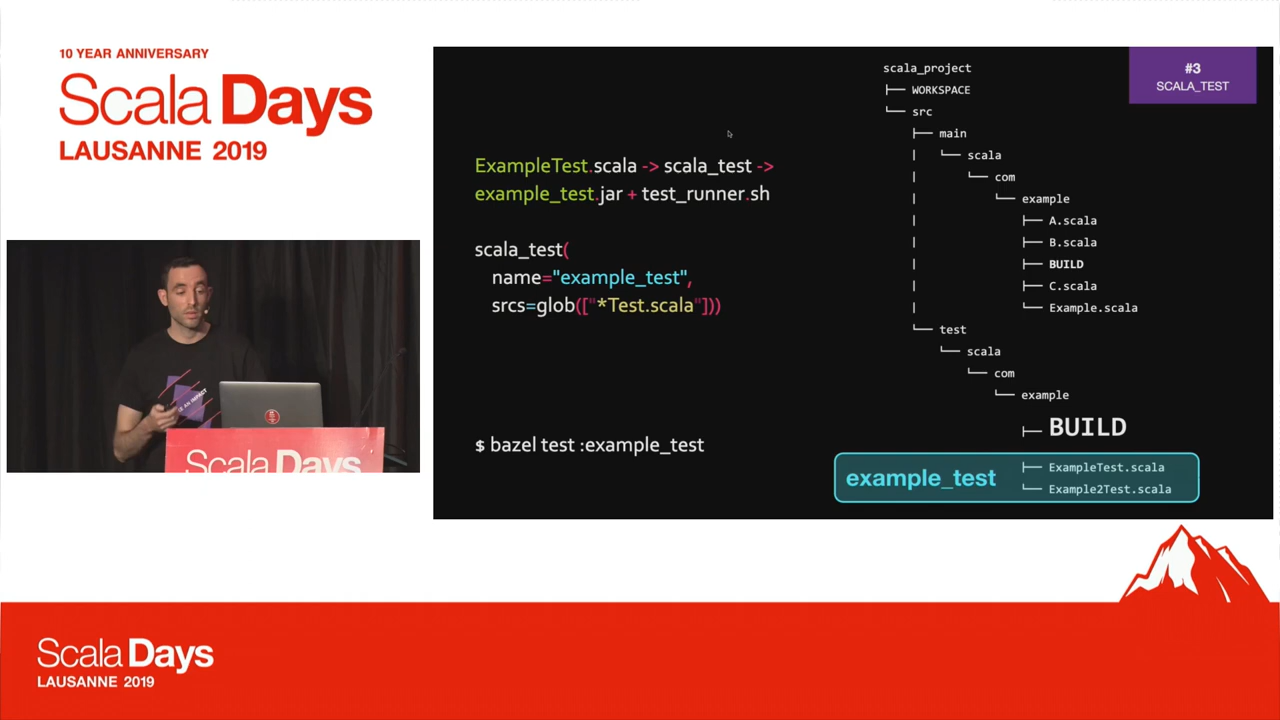 10 YEAR ANNIVERSARY
Scala Days
LAUSANNE 2019
ExampleTest.scala -> scala_test ->
example_test.jar + test_runner.sh
scala_test(
name="example_test",
srcs=glob(["*Test.scala"]))
$ bazel test :example_test
#3
SCALA_TEST
scala_project
├── WORKSPACE
└── src
├── main
| └── scala
| └── com
| └── example
| ├── A.scala
| ├── B.scala
| ├── BUILD
| ├── C.scala
| └── Example.scala
└── test
└── scala
└── com
└── example
├── BUILD
example_test
├── ExampleTest.scala
└── Example2Test.scala
AN IMPACT
Scala Days
Scala Days
LAUSANNE 2019